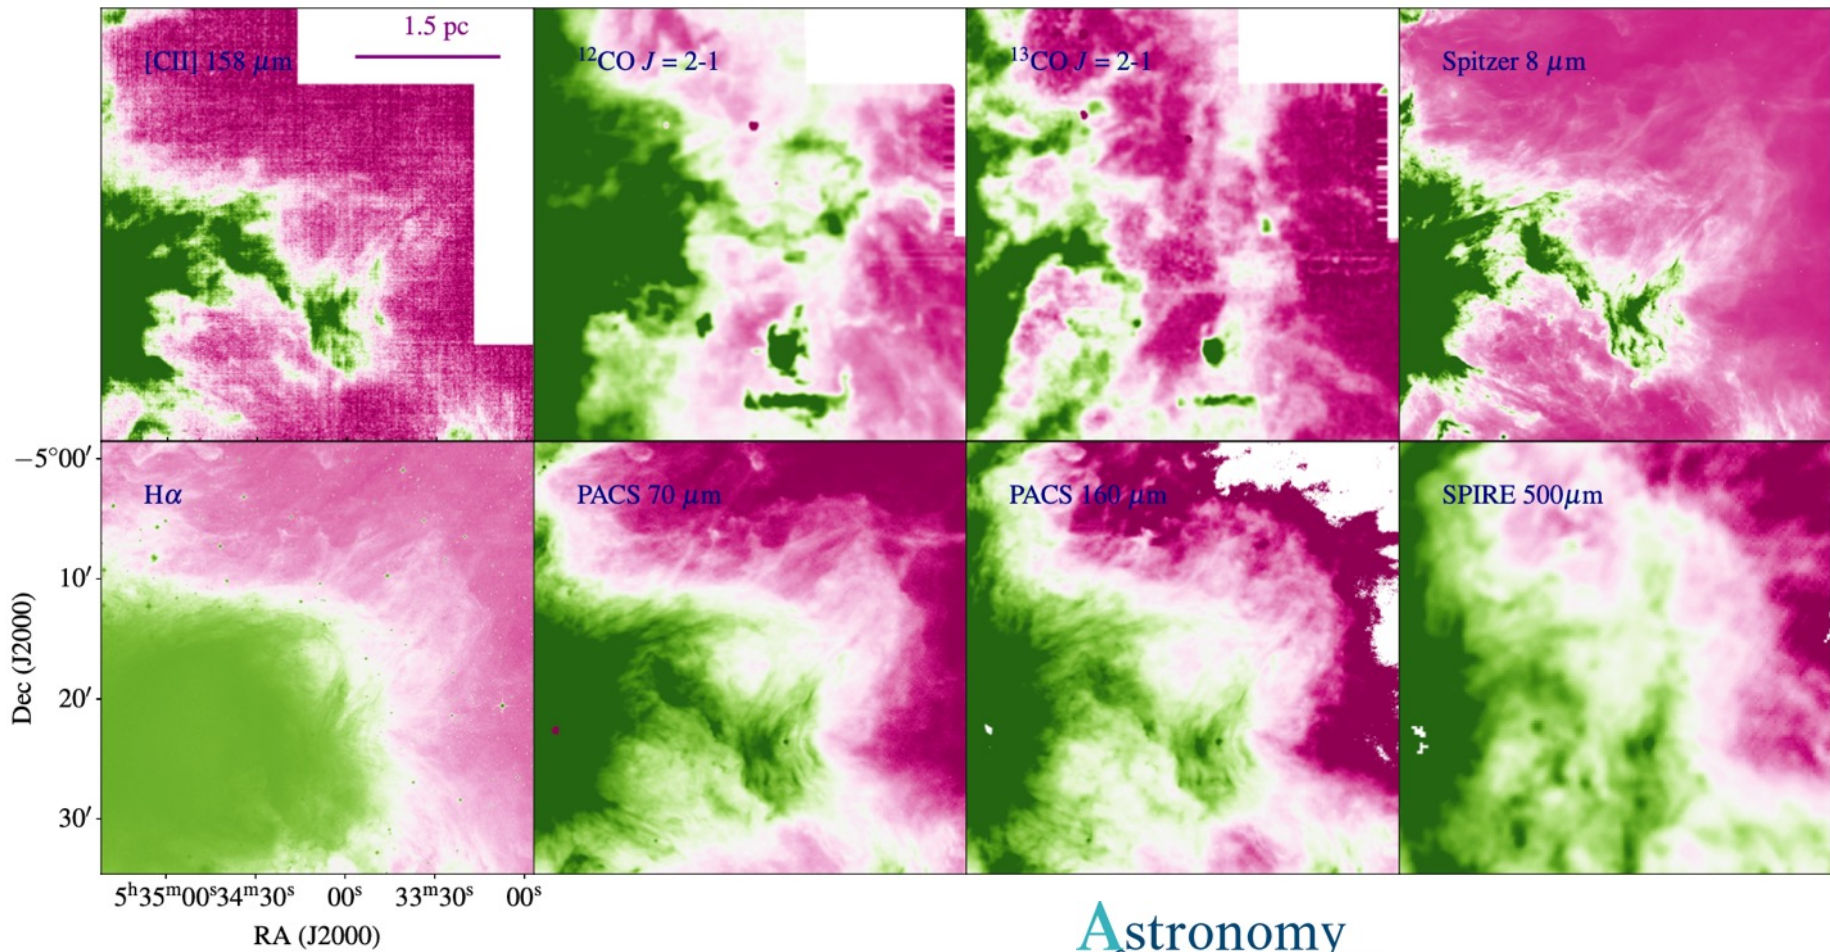 1.5 pc
[CII] 158 μm
¹²CO J = 2-1
¹³CO J = 2-1
Spitzer 8 μm
−5°00′
Hα
PACS 70 μm
PACS 160 μm
SPIRE 500μm
10′
Dec (J2000)
20′
30′
5ʰ35ᵐ00ˢ34ᵐ30ˢ 00ˢ 33ᵐ30ˢ 00ˢ
RA (J2000)
Astronomy